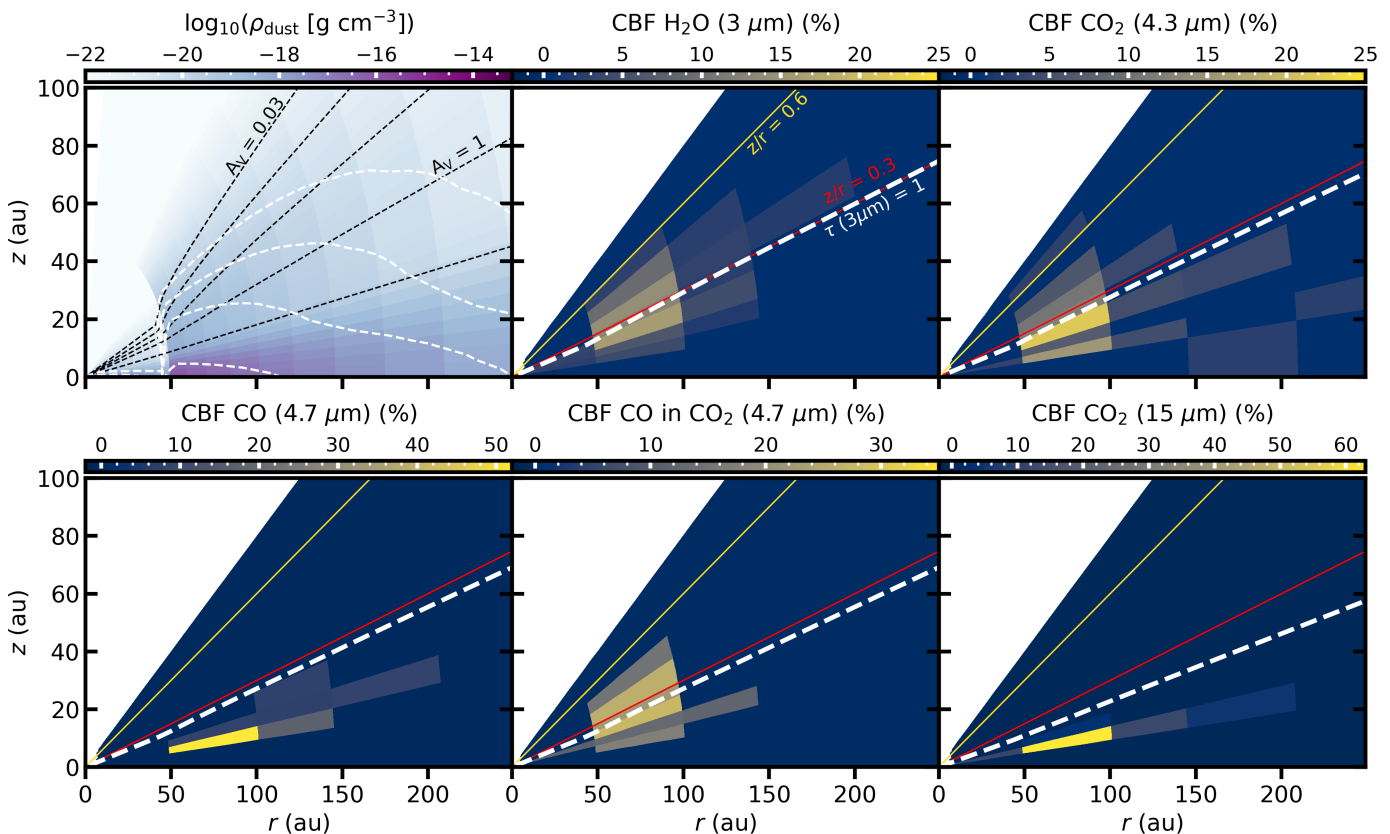 log₁₀(ρ_dust [g cm⁻³])
−22 −20 −18 −16 −14
CBF H₂O (3 μm) (%)
0 5 10 15 20 25
CBF CO₂ (4.3 μm) (%)
0 5 10 15 20 25
z (au)
100
80
60
40
20
0
A_V = 0.03
A_V = 1
z/r = 0.6
z/r = 0.3
τ (3μm) = 1
CBF CO (4.7 μm) (%)
0 10 20 30 40 50
CBF CO in CO₂ (4.7 μm) (%)
0 10 20 30
CBF CO₂ (15 μm) (%)
0 10 20 30 40 50 60
z (au)
100
80
60
40
20
0
0 50 100 150 200
0 50 100 150 200
0 50 100 150 200
r (au)
r (au)
r (au)